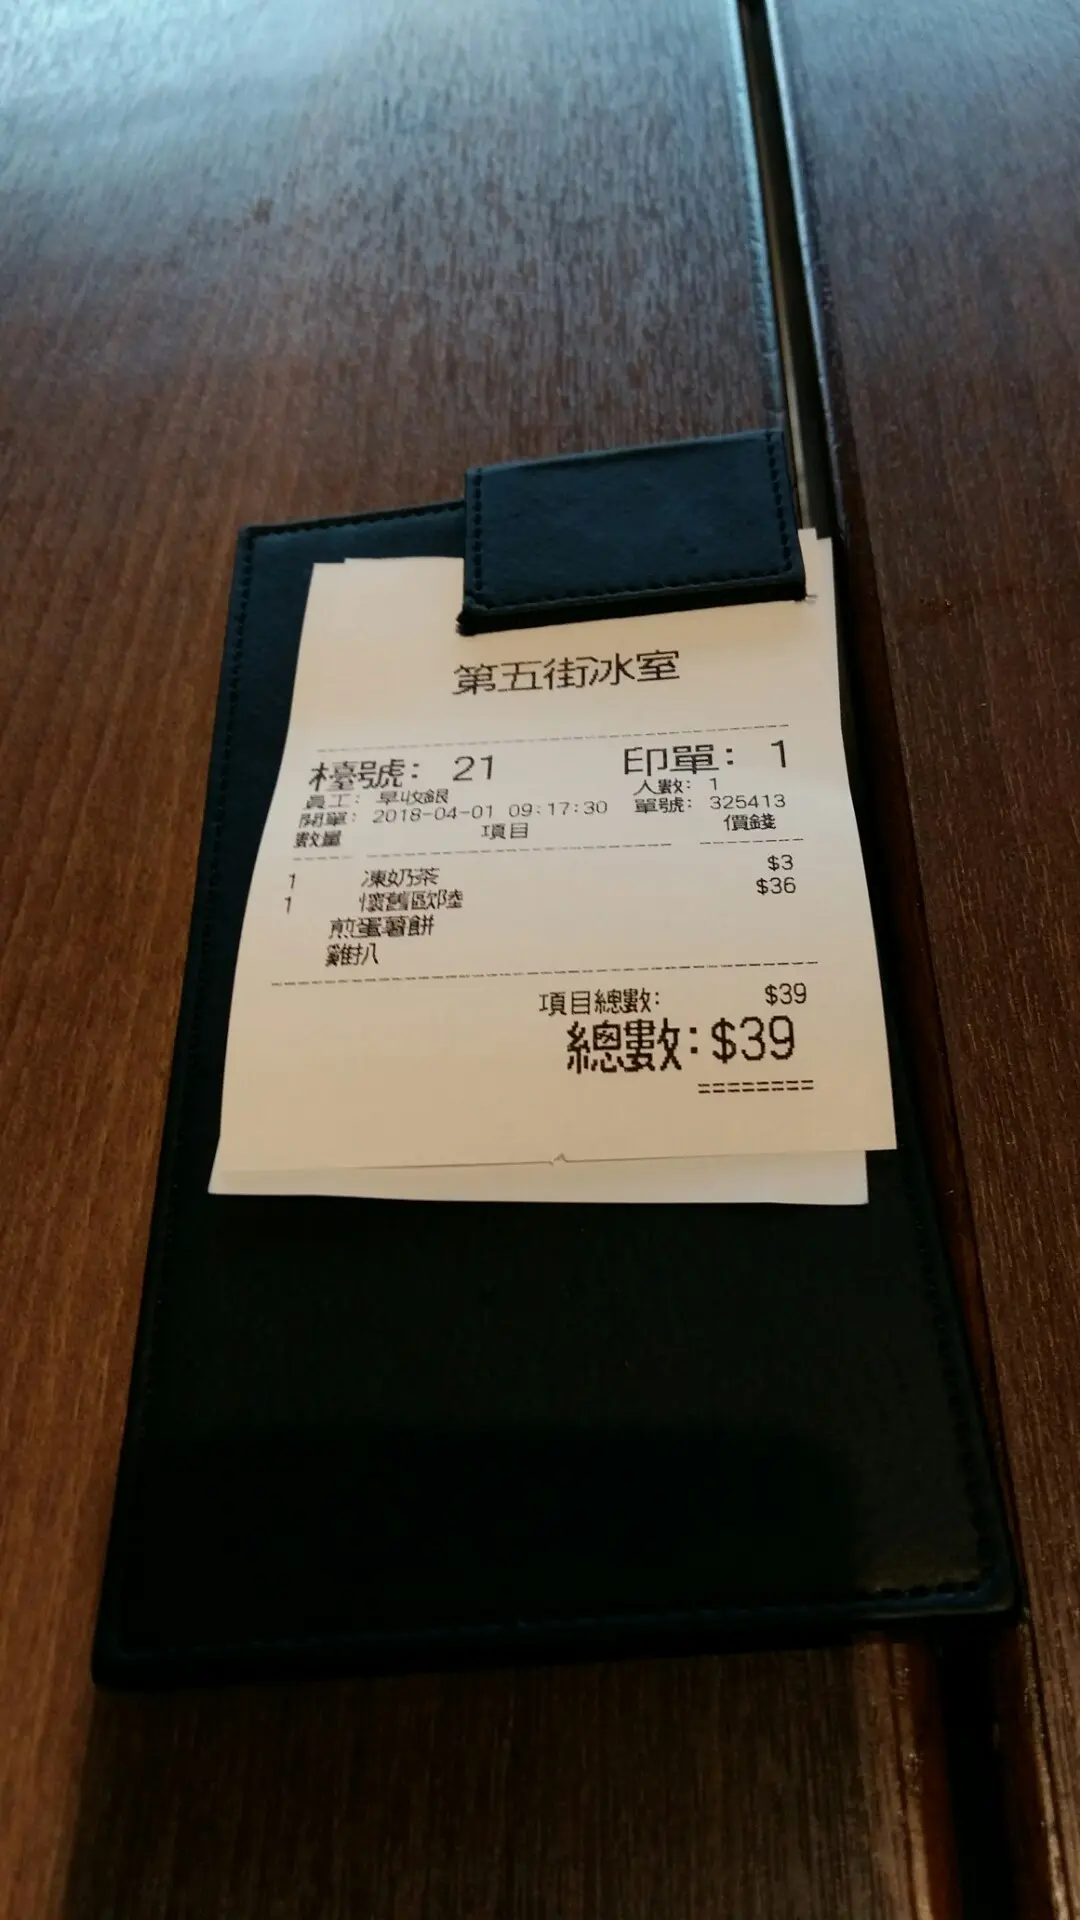 第五街冰室
檯號: 21 印單: 1
員工: 早收銀 人數: 1
開單: 2018-04-01 09:17:30 單號: 325413
數量 項目 價錢
1 凍奶茶 $3
1 懷舊歐陸 $36
煎蛋薯餅
雞扒
項目總數: $39
總數: $39
========